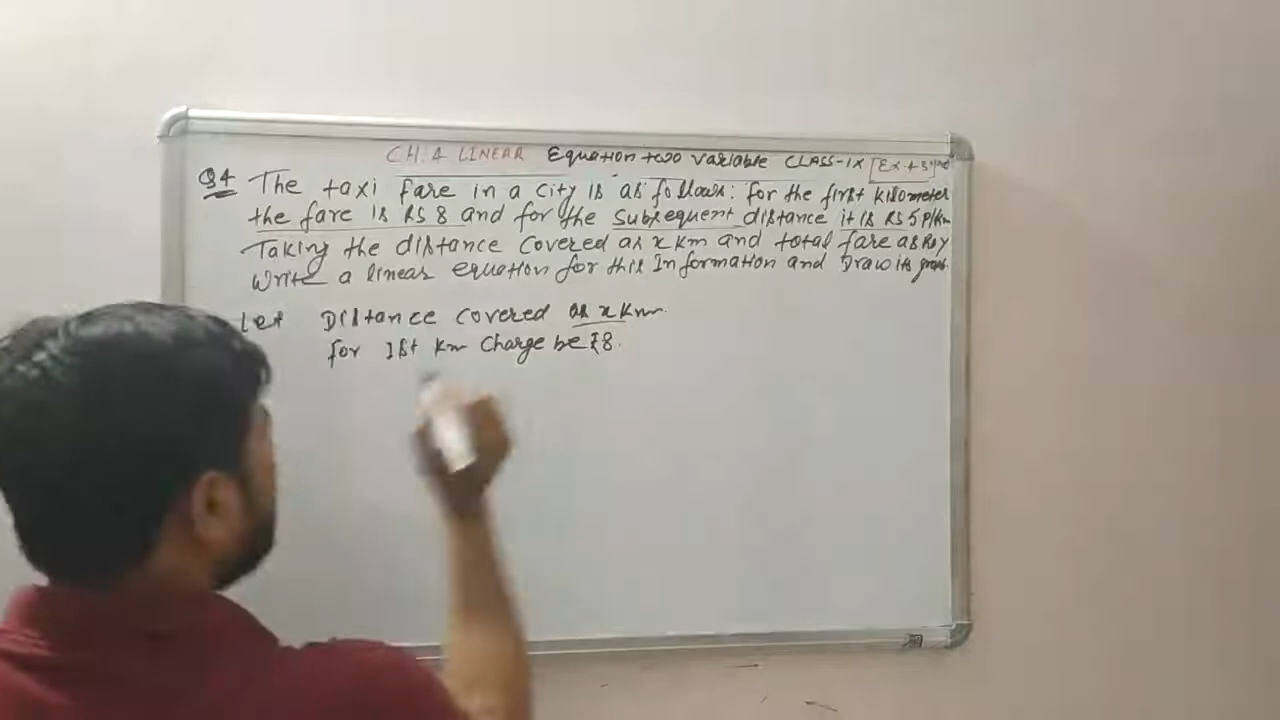 CH. 4 LINEAR Equation two variable CLASS-IX [Ex 4.3]
Q4 The taxi fare in a city is as follows: for the first kilometer
the fare is RS 8 and for the subsequent distance it is RS 5 P/Km
Taking the distance covered as x km and total fare as Rs y
Write a linear equation for this Information and Draw its graph.
Let Distance covered as x Km.
for 1st Km Charge be ₹8.